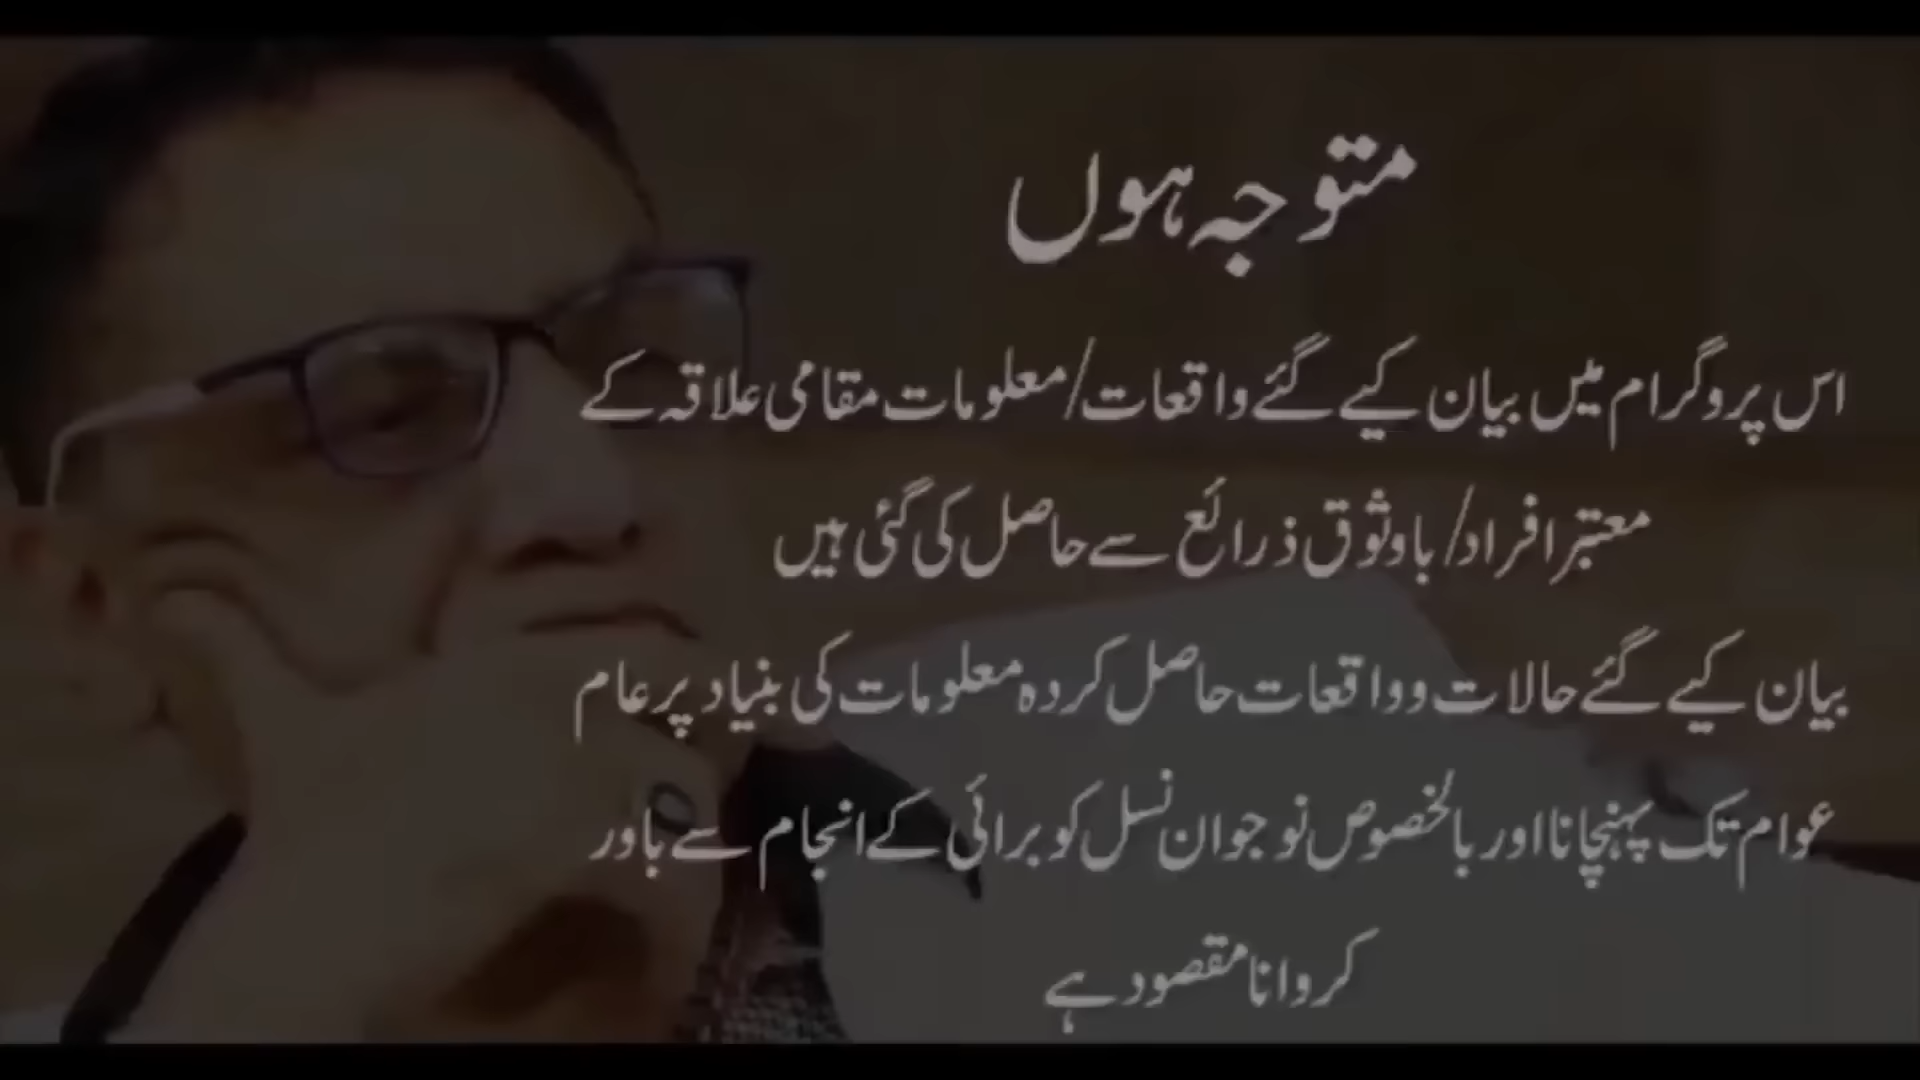 متوجہ ہوں
اس پروگرام میں بیان کیے گئے واقعات/معلومات مقامی علاقہ کے
معتبر افراد/ باوثوق ذرائع سے حاصل کی گئی ہیں
بیان کیے گئے حالات و واقعات حاصل کردہ معلومات کی بنیاد پر عام
عوام تک پہنچانا اور بالخصوص نوجوان نسل کو برائی کے انجام سے باور
کروانا مقصود ہے